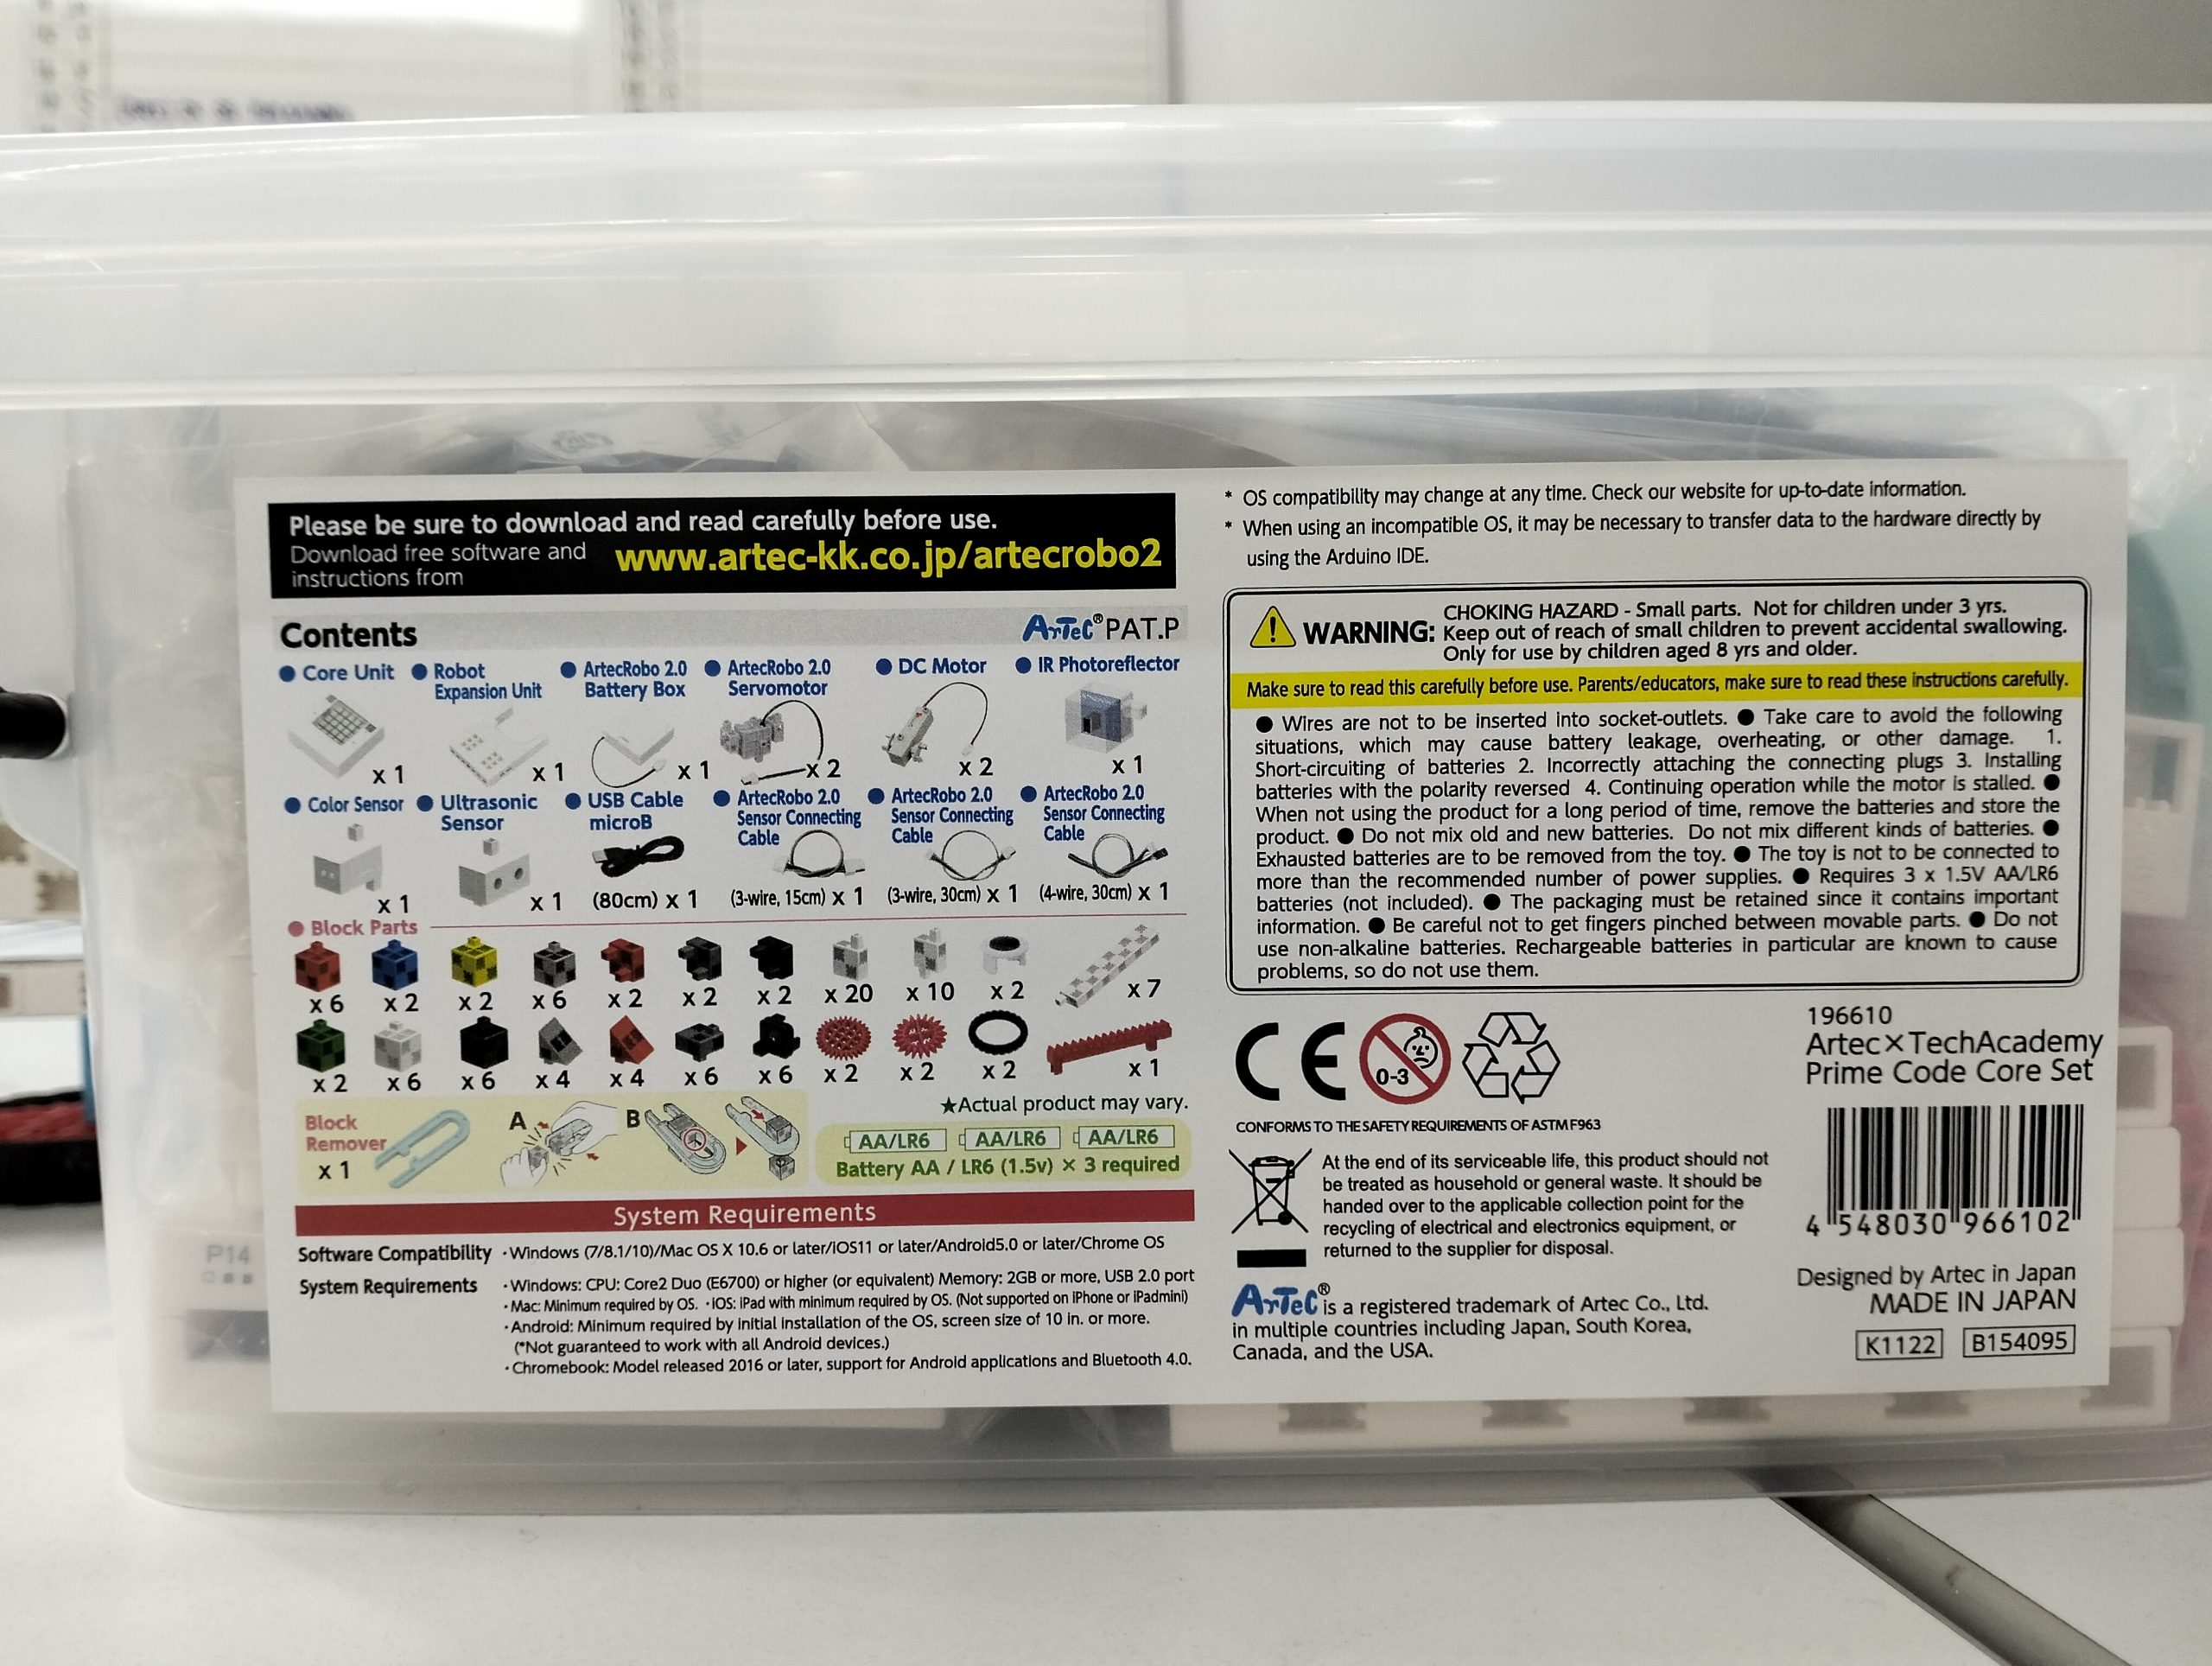 Please be sure to download and read carefully before use.
Download free software and
instructions from
www.artec-kk.co.jp/artecrobo2
Contents
ArTeC® PAT.P
● Core Unit
x 1
● Robot
Expansion Unit
x 1
● ArtecRobo 2.0
Battery Box
x 1
● ArtecRobo 2.0
Servomotor
x 2
● DC Motor
x 2
● IR Photoreflector
x 1
● Color Sensor
x 1
● Ultrasonic
Sensor
x 1
● USB Cable
microB
(80cm) x 1
● ArtecRobo 2.0
Sensor Connecting
Cable
(3-wire, 15cm) x 1
● ArtecRobo 2.0
Sensor Connecting
Cable
(3-wire, 30cm) x 1
● ArtecRobo 2.0
Sensor Connecting
Cable
(4-wire, 30cm) x 1
● Block Parts
x 6 x 2 x 2 x 6 x 2 x 2 x 2 x 20 x 10 x 2 x 7
x 2 x 6 x 6 x 4 x 4 x 6 x 6 x 2 x 2 x 2 x 1
Block
Remover
x 1
A
B
★Actual product may vary.
AA/LR6 AA/LR6 AA/LR6
Battery AA / LR6 (1.5v) × 3 required
System Requirements
Software Compatibility ・Windows (7/8.1/10)/Mac OS X 10.6 or later/iOS11 or later/Android5.0 or later/Chrome OS
System Requirements ・Windows: CPU: Core2 Duo (E6700) or higher (or equivalent) Memory: 2GB or more, USB 2.0 port
・Mac: Minimum required by OS. ・iOS: iPad with minimum required by OS. (Not supported on iPhone or iPadmini)
・Android: Minimum required by initial installation of the OS, screen size of 10 in. or more.
(*Not guaranteed to work with all Android devices.)
・Chromebook: Model released 2016 or later, support for Android applications and Bluetooth 4.0.
* OS compatibility may change at any time. Check our website for up-to-date information.
* When using an incompatible OS, it may be necessary to transfer data to the hardware directly by
using the Arduino IDE.
WARNING:
CHOKING HAZARD - Small parts. Not for children under 3 yrs.
Keep out of reach of small children to prevent accidental swallowing.
Only for use by children aged 8 yrs and older.
Make sure to read this carefully before use. Parents/educators, make sure to read these instructions carefully.
● Wires are not to be inserted into socket-outlets. ● Take care to avoid the following
situations, which may cause battery leakage, overheating, or other damage. 1.
Short-circuiting of batteries 2. Incorrectly attaching the connecting plugs 3. Installing
batteries with the polarity reversed 4. Continuing operation while the motor is stalled. ●
When not using the product for a long period of time, remove the batteries and store the
product. ● Do not mix old and new batteries. Do not mix different kinds of batteries. ●
Exhausted batteries are to be removed from the toy. ● The toy is not to be connected to
more than the recommended number of power supplies. ● Requires 3 x 1.5V AA/LR6
batteries (not included). ● The packaging must be retained since it contains important
information. ● Be careful not to get fingers pinched between movable parts. ● Do not
use non-alkaline batteries. Rechargeable batteries in particular are known to cause
problems, so do not use them.
CE
0-3
CONFORMS TO THE SAFETY REQUIREMENTS OF ASTM F963
At the end of its serviceable life, this product should not
be treated as household or general waste. It should be
handed over to the applicable collection point for the
recycling of electrical and electronics equipment, or
returned to the supplier for disposal.
ArTeC® is a registered trademark of Artec Co., Ltd.
in multiple countries including Japan, South Korea,
Canada, and the USA.
196610
Artec×TechAcademy
Prime Code Core Set
4 548030 966102
Designed by Artec in Japan
MADE IN JAPAN
K1122 B154095
P14